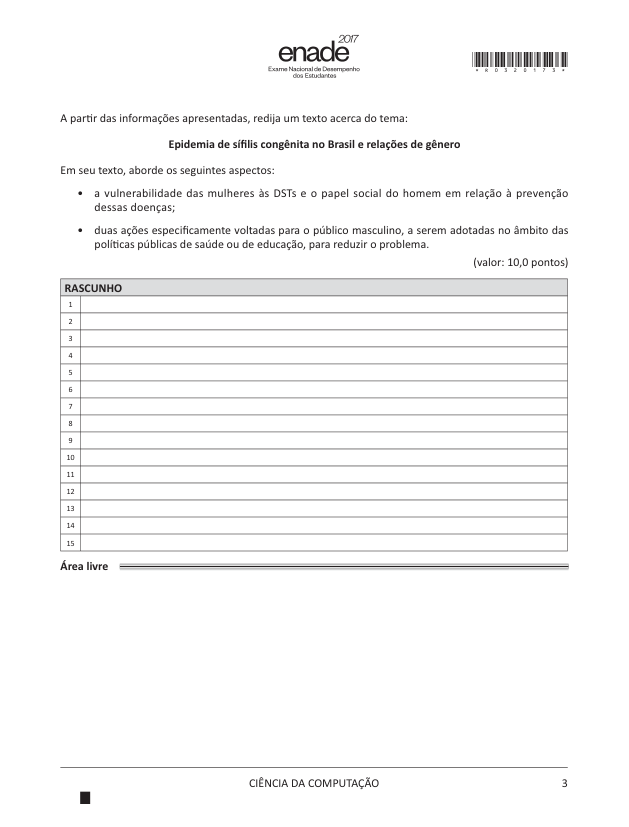 2017
enade
Exame Nacional de Desempenho
dos Estudantes
* R 0 3 2 0 1 7 3 *
A partir das informações apresentadas, redija um texto acerca do tema:
Epidemia de sífilis congênita no Brasil e relações de gênero
Em seu texto, aborde os seguintes aspectos:
• a vulnerabilidade das mulheres às DSTs e o papel social do homem em relação à prevenção
dessas doenças;
• duas ações especificamente voltadas para o público masculino, a serem adotadas no âmbito das
políticas públicas de saúde ou de educação, para reduzir o problema.
(valor: 10,0 pontos)
RASCUNHO
1
2
3
4
5
6
7
8
9
10
11
12
13
14
15
Área livre
CIÊNCIA DA COMPUTAÇÃO
3